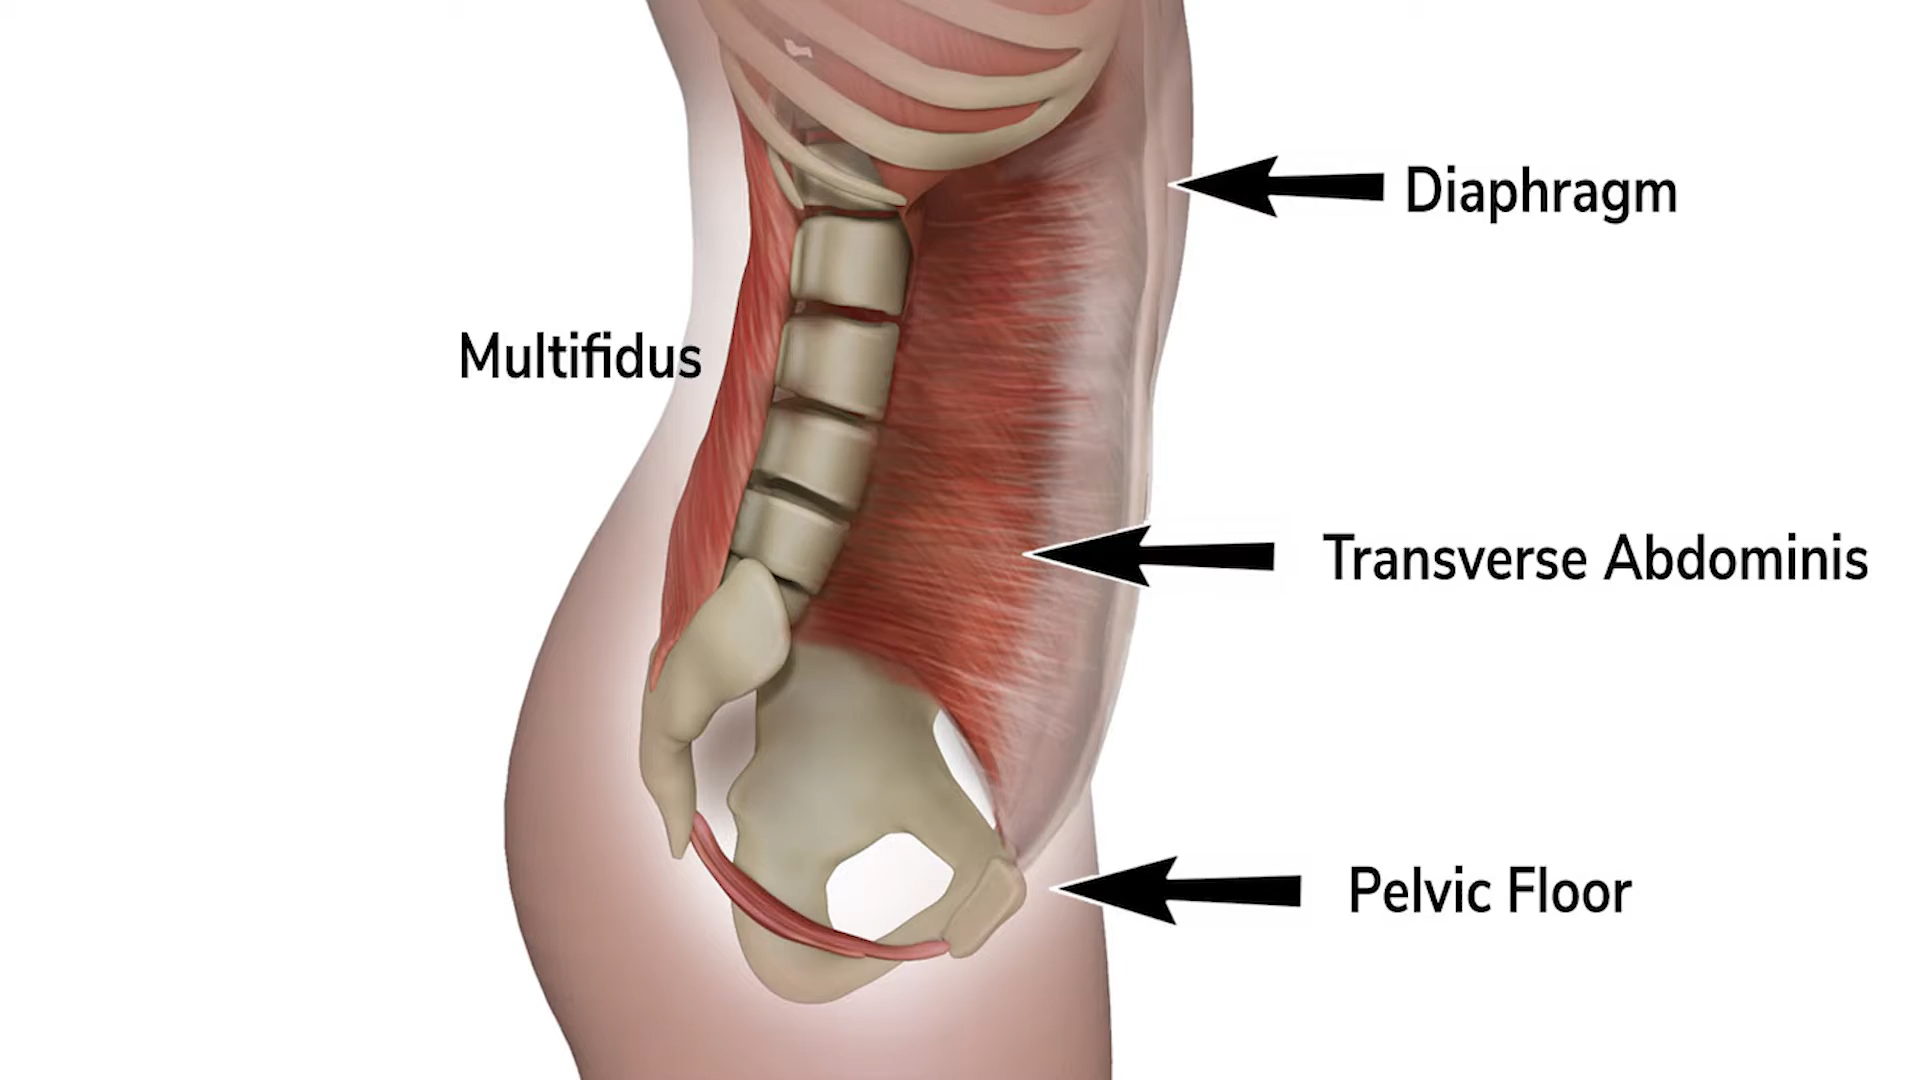 Diaphragm
Multifidus
Transverse Abdominis
Pelvic Floor